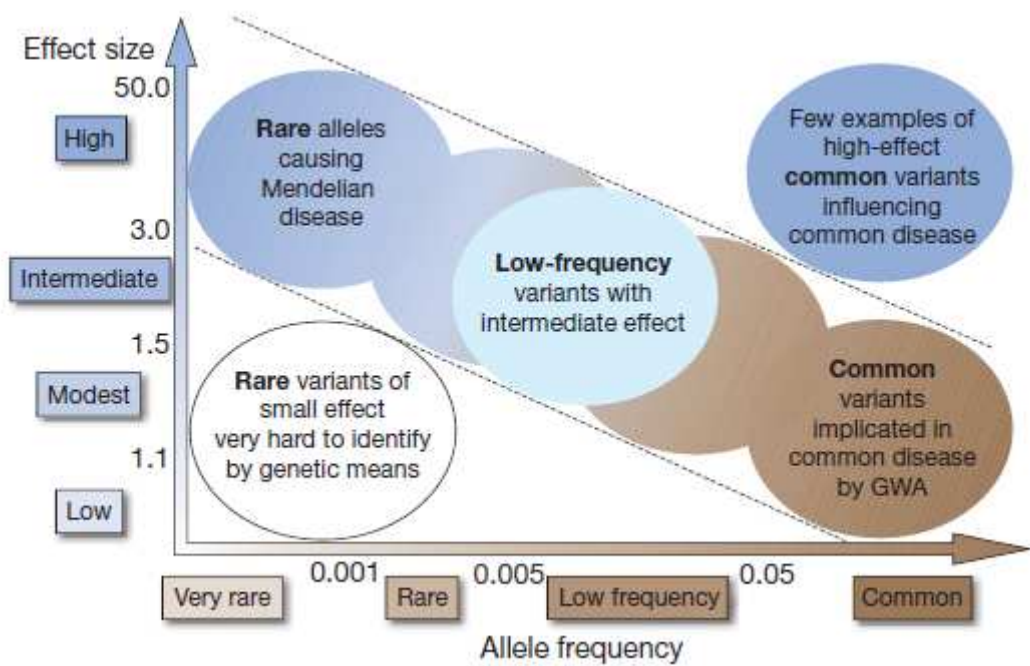 Effect size
50.0
High
3.0
Intermediate
1.5
Modest
1.1
Low
Rare alleles
causing
Mendelian
disease
Few examples of
high-effect
common variants
influencing
common disease
Low-frequency
variants with
intermediate effect
Rare variants of
small effect
very hard to identify
by genetic means
Common
variants
implicated in
common disease
by GWA
0.001
0.005
0.05
Very rare
Rare
Low frequency
Common
Allele frequency